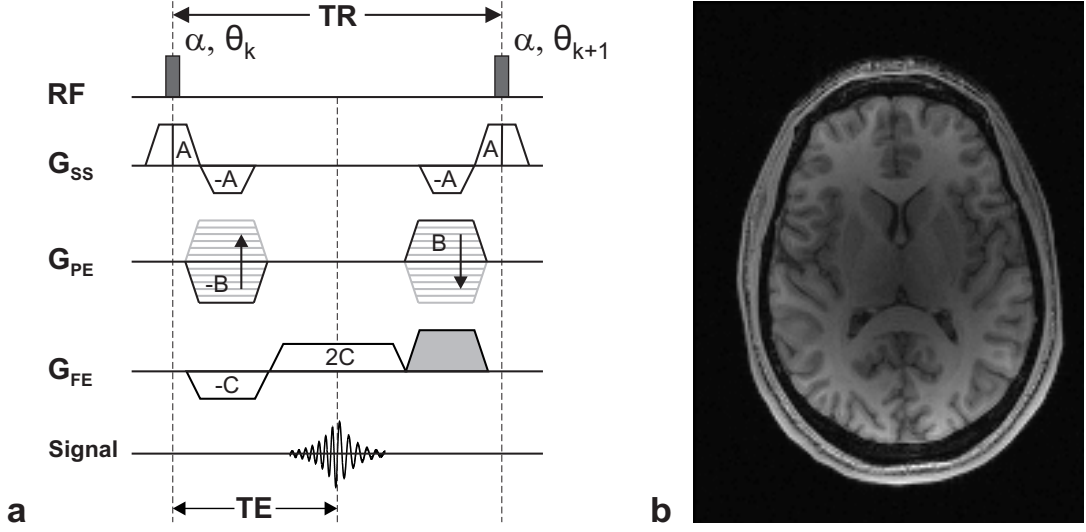 TR
α, θk
α, θk+1
RF
GSS
A
-A
-A
A
GPE
-B
B
GFE
-C
2C
Signal
TE
a
b